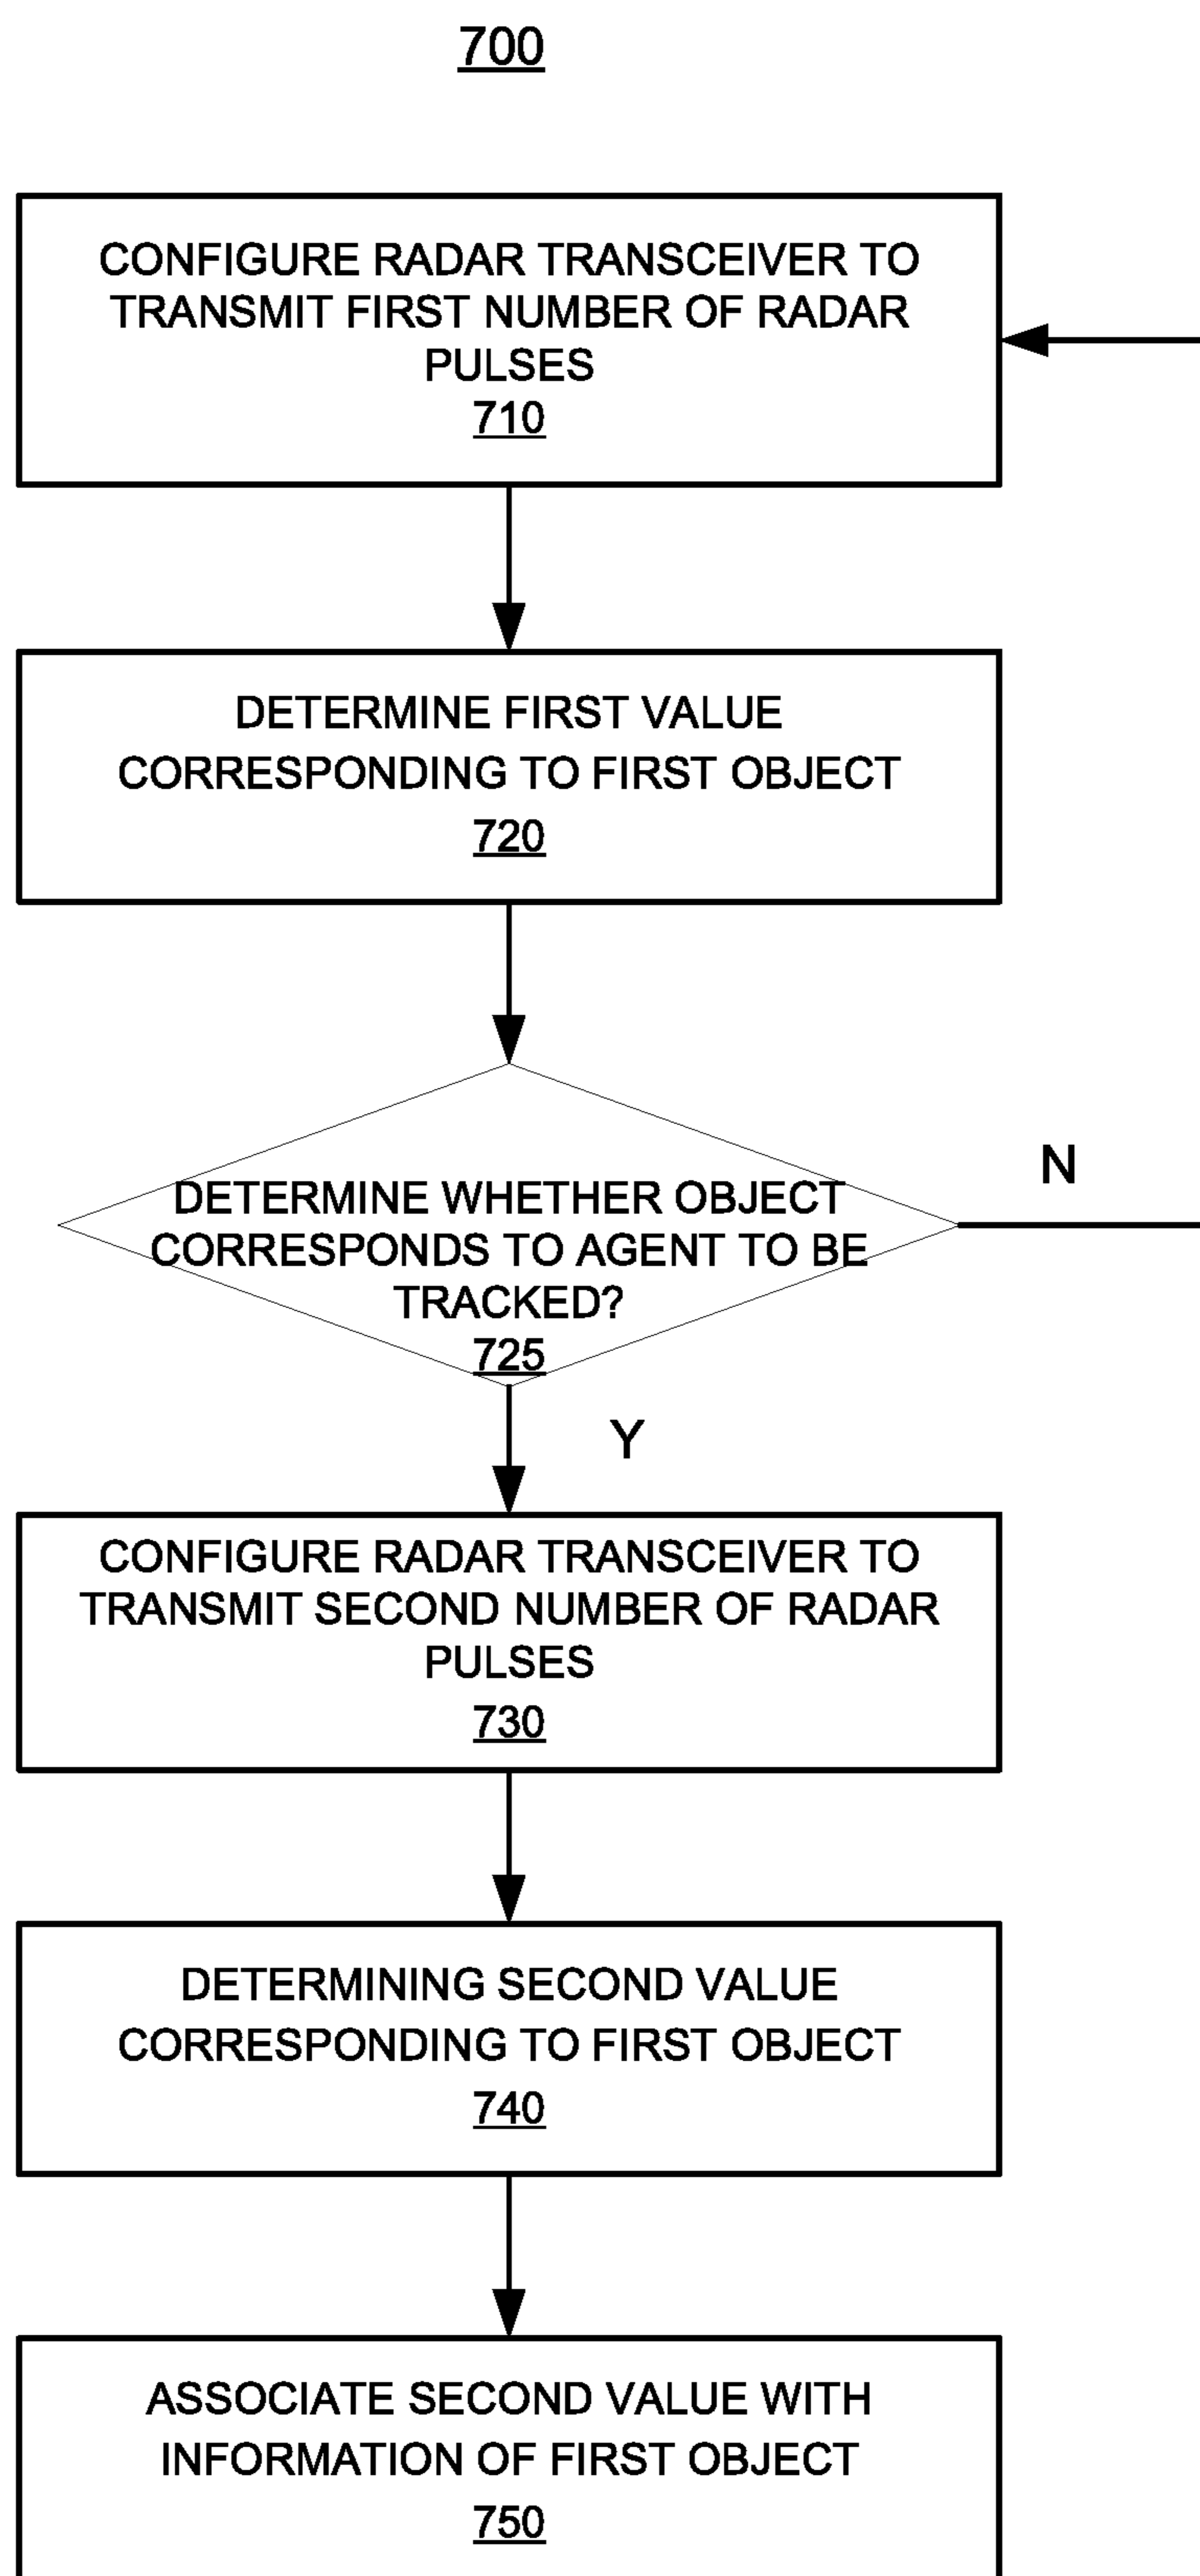 700
CONFIGURE RADAR TRANSCEIVER TO
TRANSMIT FIRST NUMBER OF RADAR
PULSES
710
DETERMINE FIRST VALUE
CORRESPONDING TO FIRST OBJECT
720
DETERMINE WHETHER OBJECT
CORRESPONDS TO AGENT TO BE
TRACKED?
725
N
Y
CONFIGURE RADAR TRANSCEIVER TO
TRANSMIT SECOND NUMBER OF RADAR
PULSES
730
DETERMINING SECOND VALUE
CORRESPONDING TO FIRST OBJECT
740
ASSOCIATE SECOND VALUE WITH
INFORMATION OF FIRST OBJECT
750